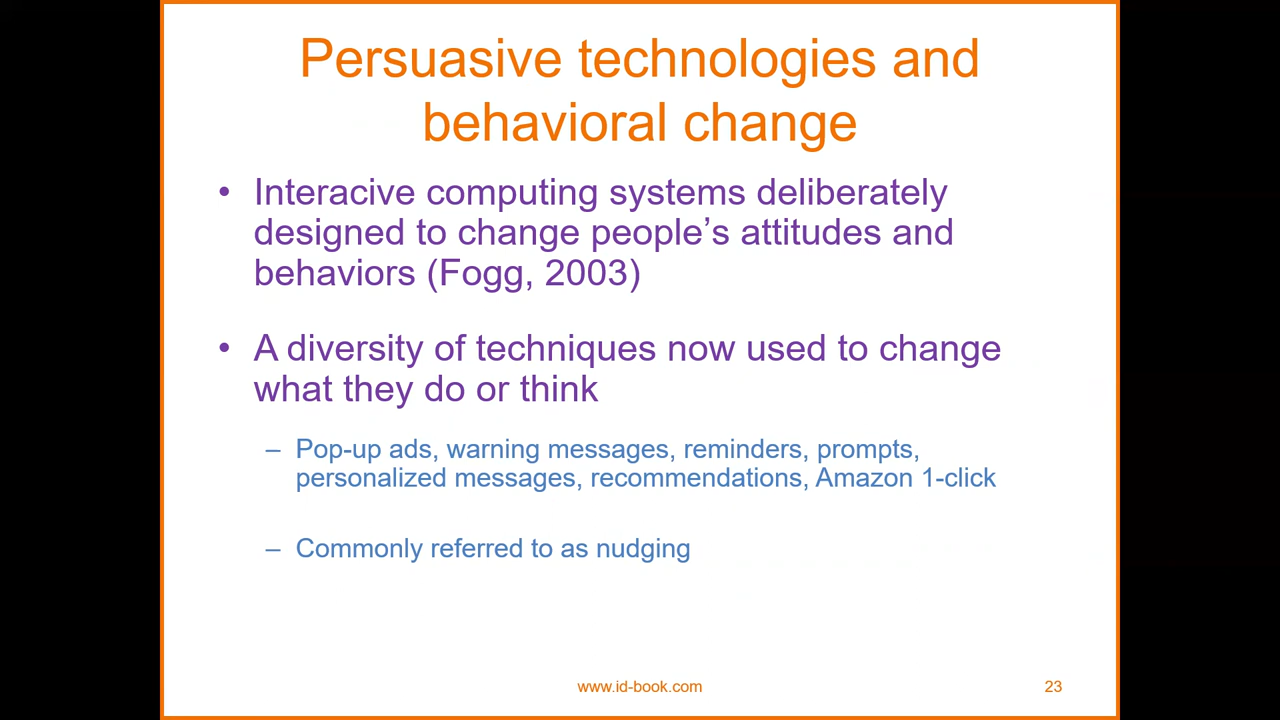 Persuasive technologies and
behavioral change
• Interacive computing systems deliberately
designed to change people’s attitudes and
behaviors (Fogg, 2003)
• A diversity of techniques now used to change
what they do or think
– Pop-up ads, warning messages, reminders, prompts,
personalized messages, recommendations, Amazon 1-click
– Commonly referred to as nudging
www.id-book.com
23